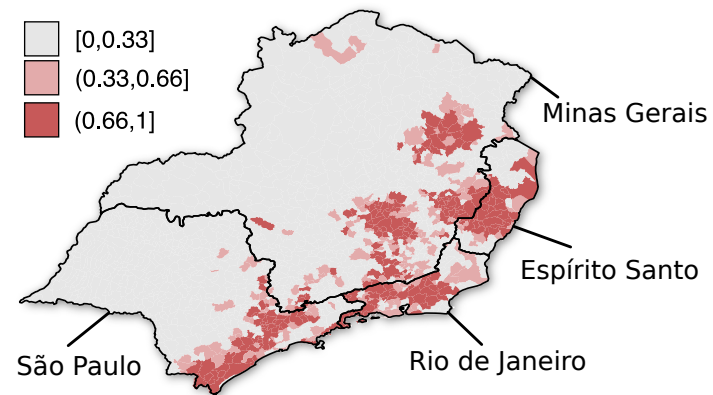 [0,0.33]
(0.33,0.66]
(0.66,1]
Minas Gerais
Espírito Santo
São Paulo
Rio de Janeiro